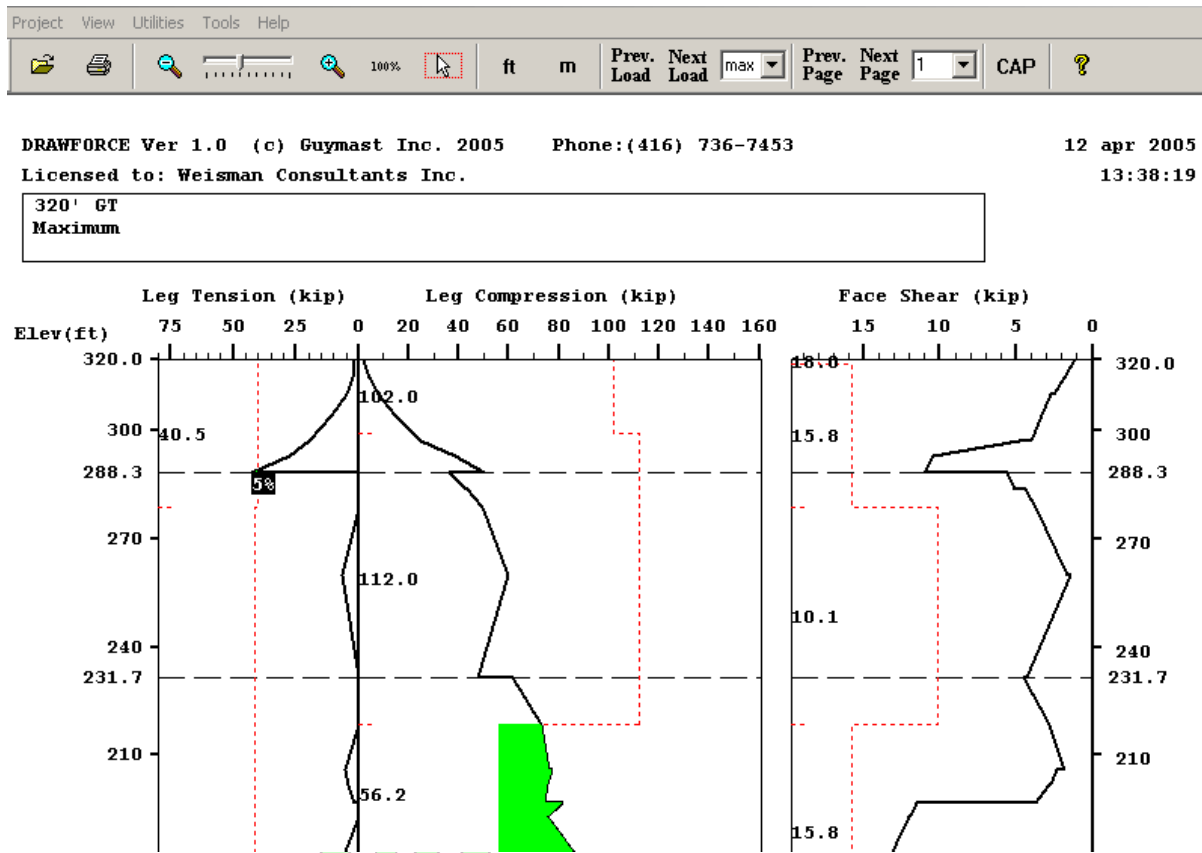 Project View Utilities Tools Help
100% ft m Prev. Load Next Load max Prev. Page Next Page 1 CAP ?
DRAWFORCE Ver 1.0 (c) Guymast Inc. 2005 Phone:(416) 736-7453 12 apr 2005
Licensed to: Weisman Consultants Inc. 13:38:19
320' GT
Maximum
Leg Tension (kip) Leg Compression (kip) Face Shear (kip)
Elev(ft) 75 50 25 0 20 40 60 80 100 120 140 160 15 10 5 0
320.0 18.0 320.0
102.0
300 40.5 15.8 300
288.3 288.3
5%
270 270
112.0
10.1
240 240
231.7 231.7
210 210
56.2
15.8